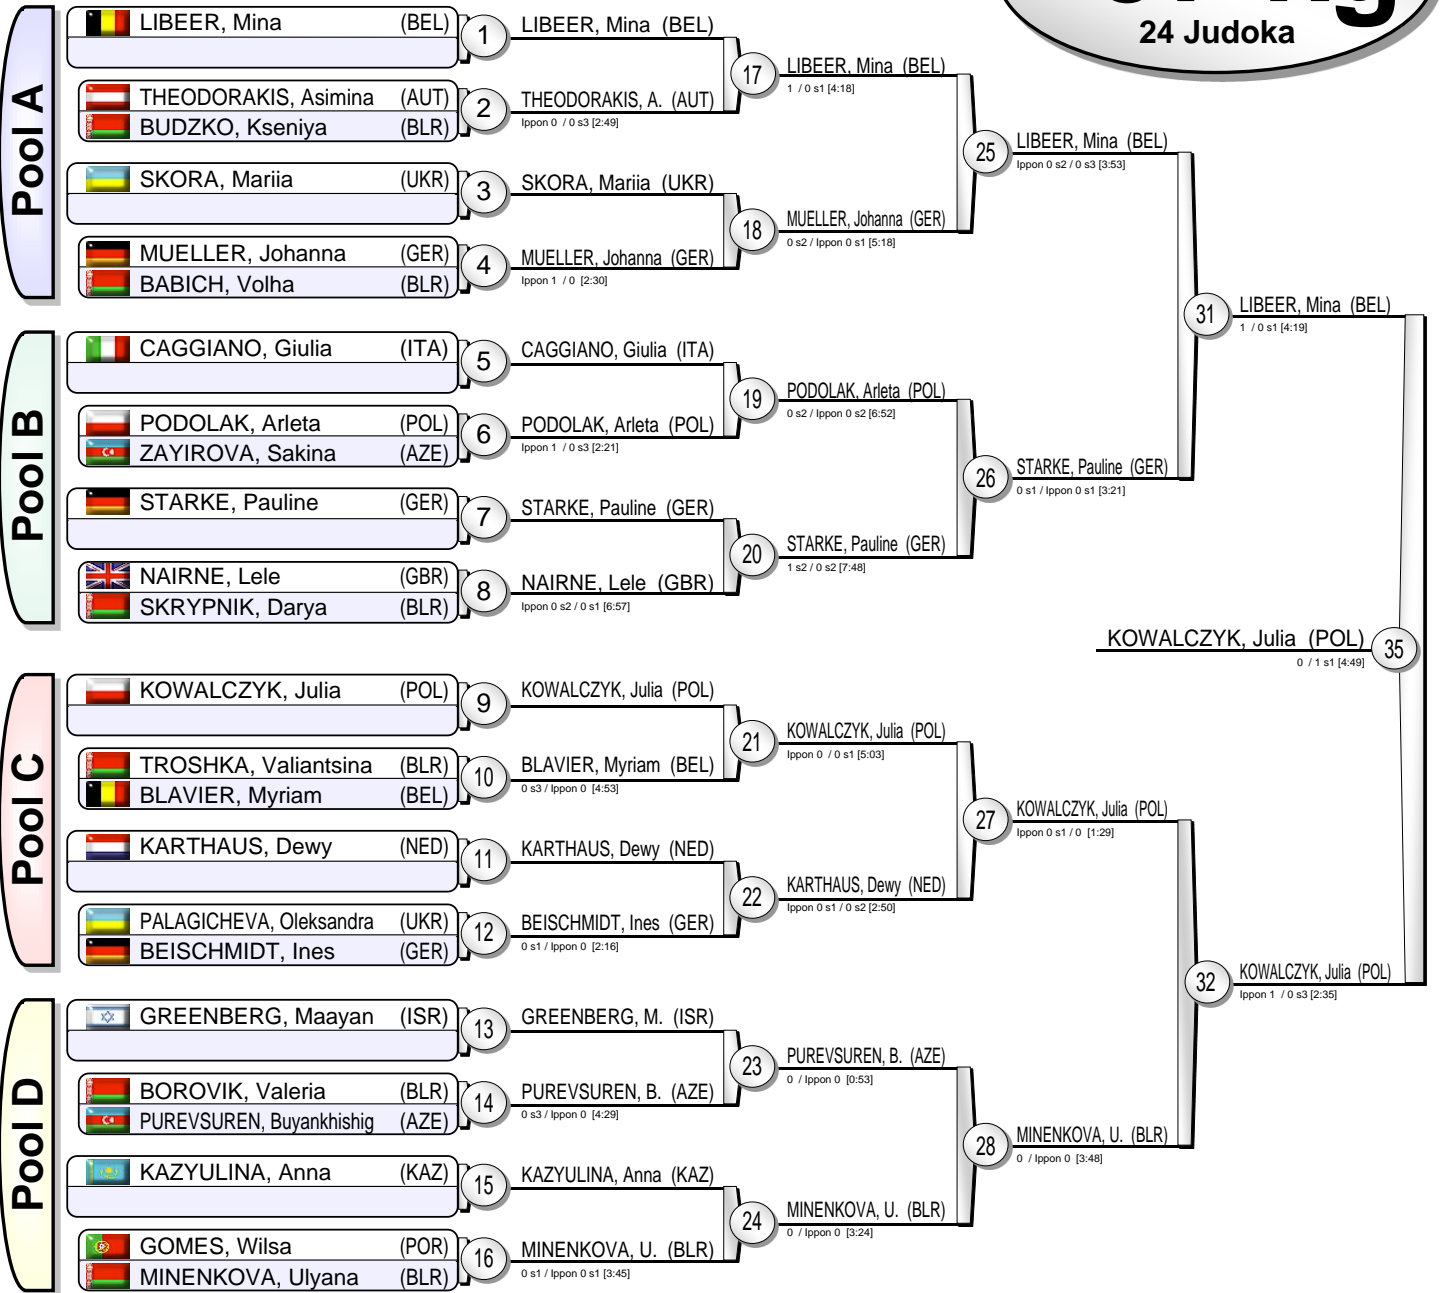 24 Judoka
Pool A
LIBEER, Mina (BEL)
1
LIBEER, Mina (BEL)
THEODORAKIS, Asimina (AUT)
BUDZKO, Kseniya (BLR)
2
THEODORAKIS, A. (AUT)
Ippon 0 / 0 s3 [2:49]
17
LIBEER, Mina (BEL)
1 / 0 s1 [4:18]
SKORA, Mariia (UKR)
3
SKORA, Mariia (UKR)
MUELLER, Johanna (GER)
BABICH, Volha (BLR)
4
MUELLER, Johanna (GER)
Ippon 1 / 0 [2:30]
18
MUELLER, Johanna (GER)
0 s2 / Ippon 0 s1 [5:18]
25
LIBEER, Mina (BEL)
Ippon 0 s2 / 0 s3 [3:53]
Pool B
CAGGIANO, Giulia (ITA)
5
CAGGIANO, Giulia (ITA)
PODOLAK, Arleta (POL)
ZAYIROVA, Sakina (AZE)
6
PODOLAK, Arleta (POL)
Ippon 1 / 0 s3 [2:21]
19
PODOLAK, Arleta (POL)
0 s2 / Ippon 0 s2 [6:52]
STARKE, Pauline (GER)
7
STARKE, Pauline (GER)
NAIRNE, Lele (GBR)
SKRYPNIK, Darya (BLR)
8
NAIRNE, Lele (GBR)
Ippon 0 s2 / 0 s1 [6:57]
20
STARKE, Pauline (GER)
1 s2 / 0 s2 [7:48]
26
STARKE, Pauline (GER)
0 s1 / Ippon 0 s1 [3:21]
31
LIBEER, Mina (BEL)
1 / 0 s1 [4:19]
Pool C
KOWALCZYK, Julia (POL)
9
KOWALCZYK, Julia (POL)
TROSHKA, Valiantsina (BLR)
BLAVIER, Myriam (BEL)
10
BLAVIER, Myriam (BEL)
0 s3 / Ippon 0 [4:53]
21
KOWALCZYK, Julia (POL)
Ippon 0 / 0 s1 [5:03]
KARTHAUS, Dewy (NED)
11
KARTHAUS, Dewy (NED)
PALAGICHEVA, Oleksandra (UKR)
BEISCHMIDT, Ines (GER)
12
BEISCHMIDT, Ines (GER)
0 s1 / Ippon 0 [2:16]
22
KARTHAUS, Dewy (NED)
Ippon 0 s1 / 0 s2 [2:50]
27
KOWALCZYK, Julia (POL)
Ippon 0 s1 / 0 [1:29]
Pool D
GREENBERG, Maayan (ISR)
13
GREENBERG, M. (ISR)
BOROVIK, Valeria (BLR)
PUREVSUREN, Buyankhishig (AZE)
14
PUREVSUREN, B. (AZE)
0 s3 / Ippon 0 [4:29]
23
PUREVSUREN, B. (AZE)
0 / Ippon 0 [0:53]
KAZYULINA, Anna (KAZ)
15
KAZYULINA, Anna (KAZ)
GOMES, Wilsa (POR)
MINENKOVA, Ulyana (BLR)
16
MINENKOVA, U. (BLR)
0 s1 / Ippon 0 s1 [3:45]
24
MINENKOVA, U. (BLR)
0 / Ippon 0 [3:24]
28
MINENKOVA, U. (BLR)
0 / Ippon 0 [3:48]
32
KOWALCZYK, Julia (POL)
Ippon 1 / 0 s3 [2:35]
KOWALCZYK, Julia (POL)
0 / 1 s1 [4:49]
35